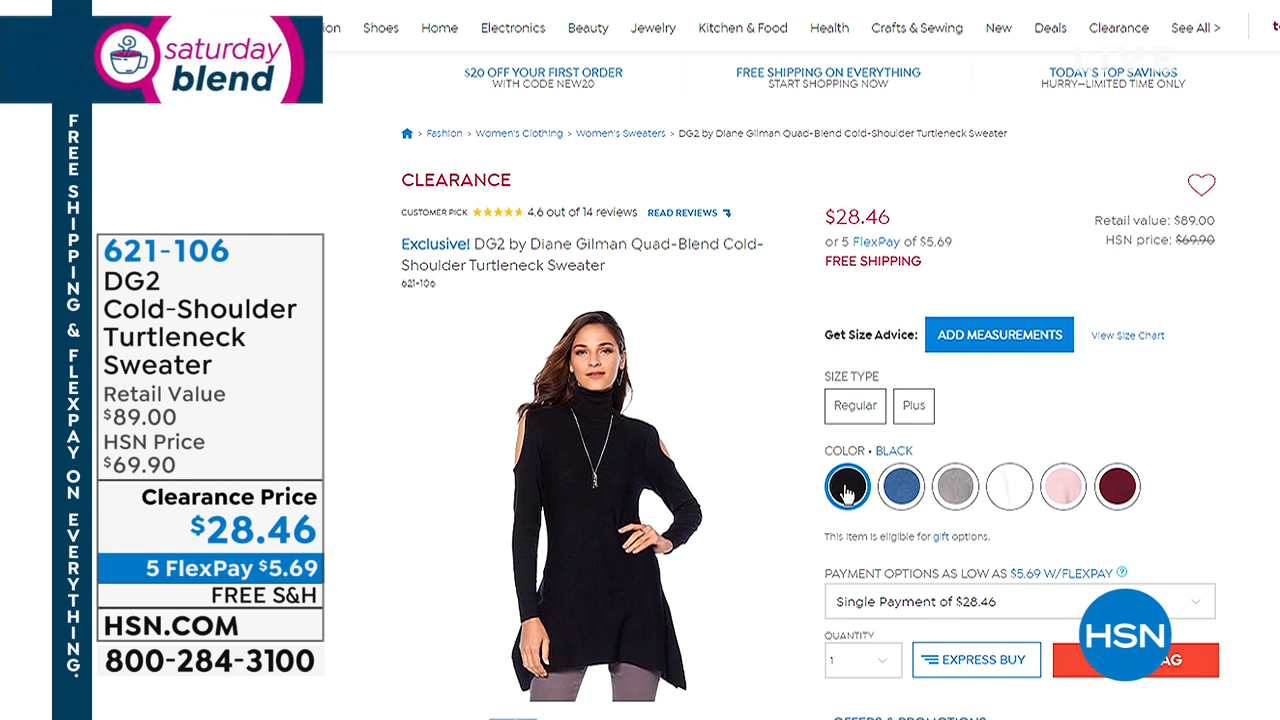 saturday
blend
FREE SHIPPING & FLEXPAY ON EVERYTHING.
621-106
DG2
Cold-Shoulder
Turtleneck
Sweater
Retail Value
$89.00
HSN Price
$69.90
Clearance Price
$28.46
5 FlexPay $5.69
FREE S&H
HSN.COM
800-284-3100
Shoes Home Electronics Beauty Jewelry Kitchen & Food Health Crafts & Sewing New Deals Clearance See All >
$20 OFF YOUR FIRST ORDER
WITH CODE NEW20
FREE SHIPPING ON EVERYTHING
START SHOPPING NOW
LIVE
TODAY'S TOP SAVINGS
HURRY—LIMITED TIME ONLY
> Fashion > Women's Clothing > Women's Sweaters > DG2 by Diane Gilman Quad-Blend Cold-Shoulder Turtleneck Sweater
CLEARANCE
CUSTOMER PICK 4.6 out of 14 reviews READ REVIEWS
Exclusive! DG2 by Diane Gilman Quad-Blend Cold-
Shoulder Turtleneck Sweater
621-106
$28.46
or 5 FlexPay of $5.69
FREE SHIPPING
Retail value: $89.00
HSN price: $69.90
Get Size Advice: ADD MEASUREMENTS View Size Chart
SIZE TYPE
Regular Plus
COLOR • BLACK
This item is eligible for gift options.
PAYMENT OPTIONS AS LOW AS $5.69 W/FLEXPAY ?
Single Payment of $28.46
QUANTITY
1 EXPRESS BUY
HSN
AG
OFFERS & PROMOTIONS